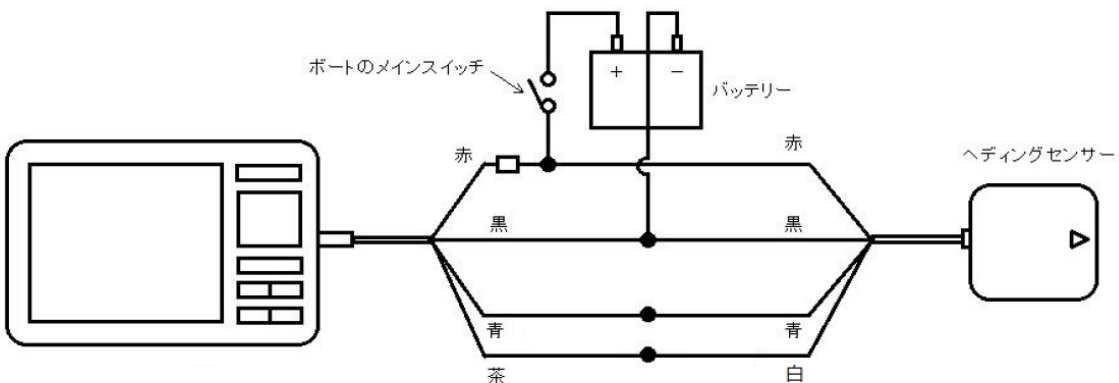 ボートのメインスイッチ
+ −
バッテリー
赤 赤
ヘディングセンサー
黒 黒
青 青
茶 白